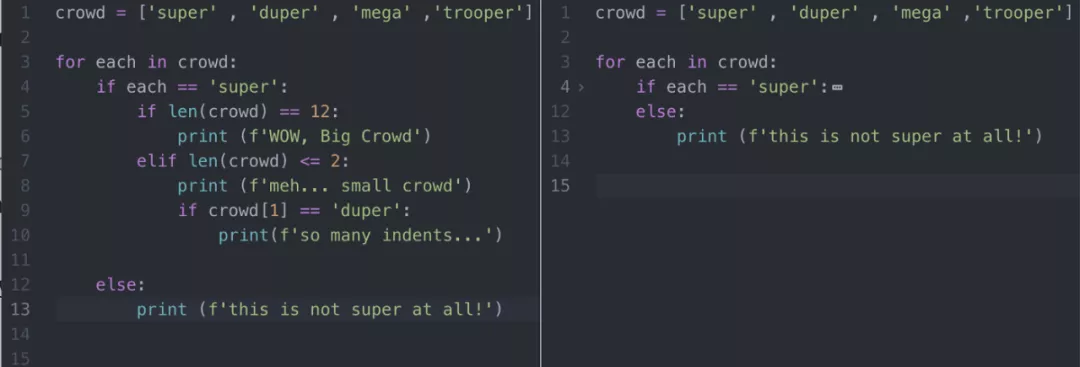 1 crowd = ['super' , 'duper' , 'mega' ,'trooper']
2
3 for each in crowd:
4 if each == 'super':
5 if len(crowd) == 12:
6 print (f'WOW, Big Crowd')
7 elif len(crowd) <= 2:
8 print (f'meh... small crowd')
9 if crowd[1] == 'duper':
10 print(f'so many indents...')
11
12 else:
13 print (f'this is not super at all!')
14
15
1 crowd = ['super' , 'duper' , 'mega' ,'trooper']
2
3 for each in crowd:
4 › if each == 'super':
12 else:
13 print (f'this is not super at all!')
14
15